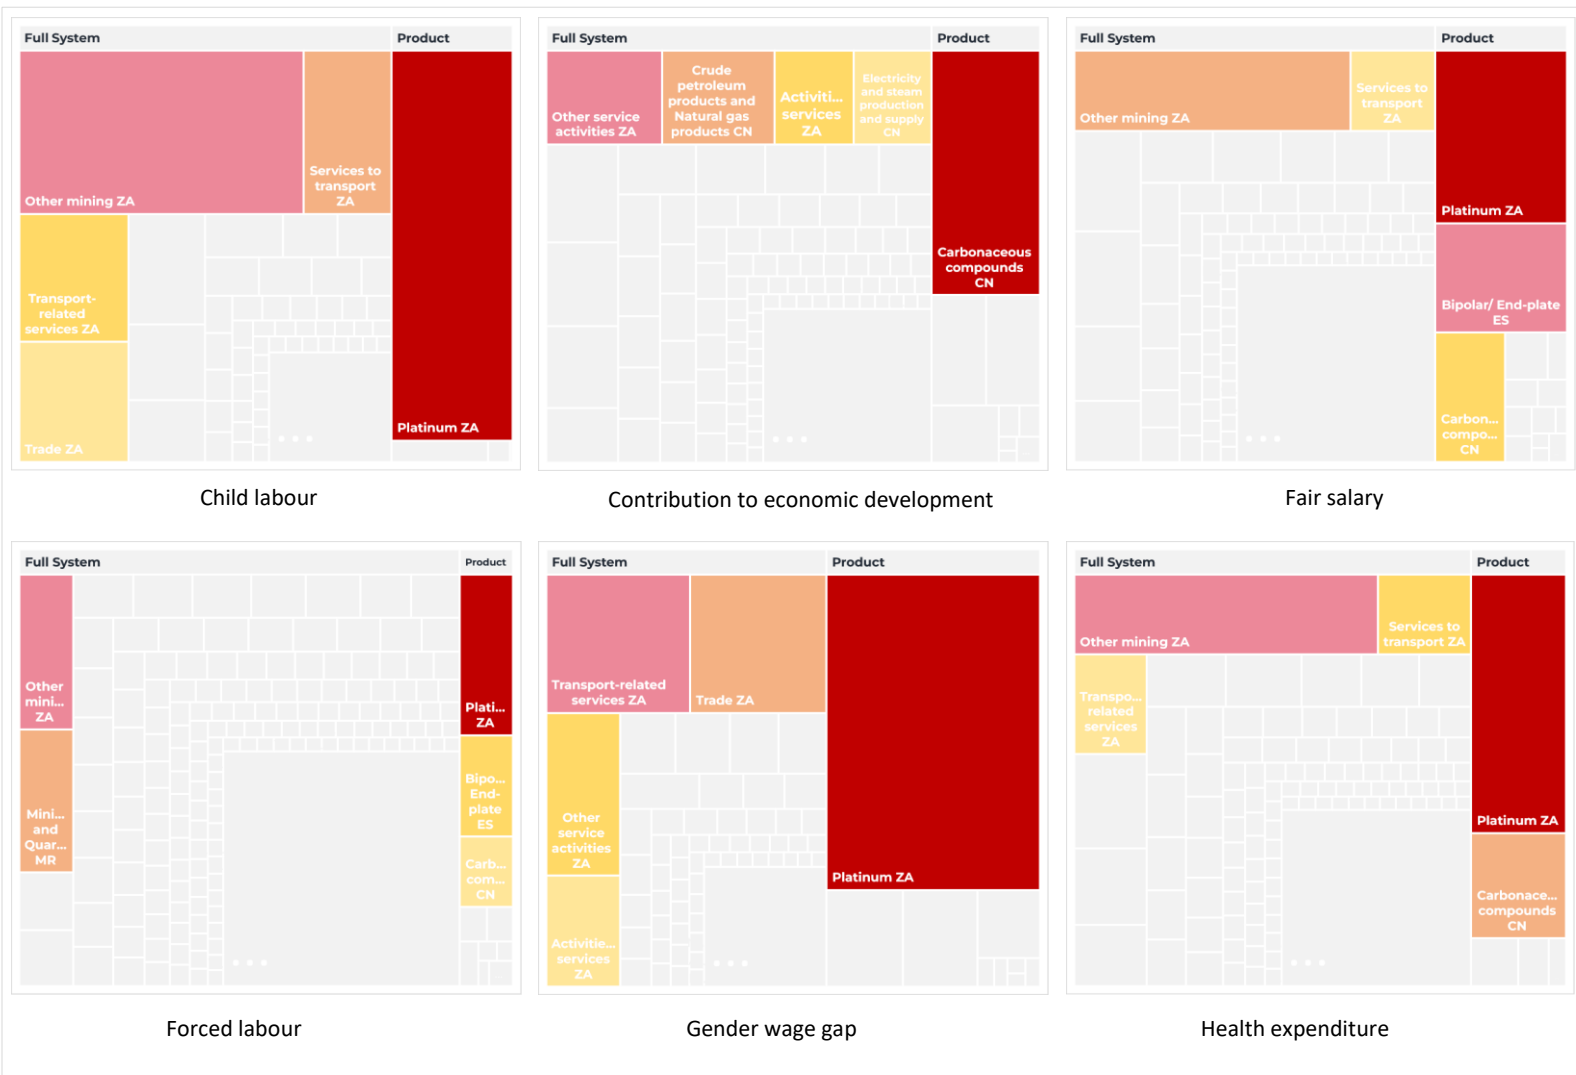 Full System
Product
Other mining ZA
Services to
transport
ZA
Transport-
related
services ZA
Trade ZA
Platinum ZA
...
Child labour
Full System
Product
Other service
activities ZA
Crude
petroleum
products and
Natural gas
products CN
Activiti...
services
ZA
Electricity
and steam
production
and supply
CN
Carbonaceous
compounds
CN
...
Contribution to economic development
Full System
Product
Other mining ZA
Services to
transport
ZA
Platinum ZA
Bipolar/ End-plate
ES
Carbon...
compo...
CN
...
Fair salary
Full System
Product
Other
mini...
ZA
Mini...
and
Quar...
MR
Plati...
ZA
Bipo...
End-
plate
ES
Carb...
com...
CN
...
Forced labour
Full System
Product
Transport-related
services ZA
Trade ZA
Other
service
activities
ZA
Activitie...
services
ZA
Platinum ZA
...
Gender wage gap
Full System
Product
Other mining ZA
Services to
transport ZA
Transpo...
related
services
ZA
Platinum ZA
Carbonace...
compounds
CN
...
Health expenditure